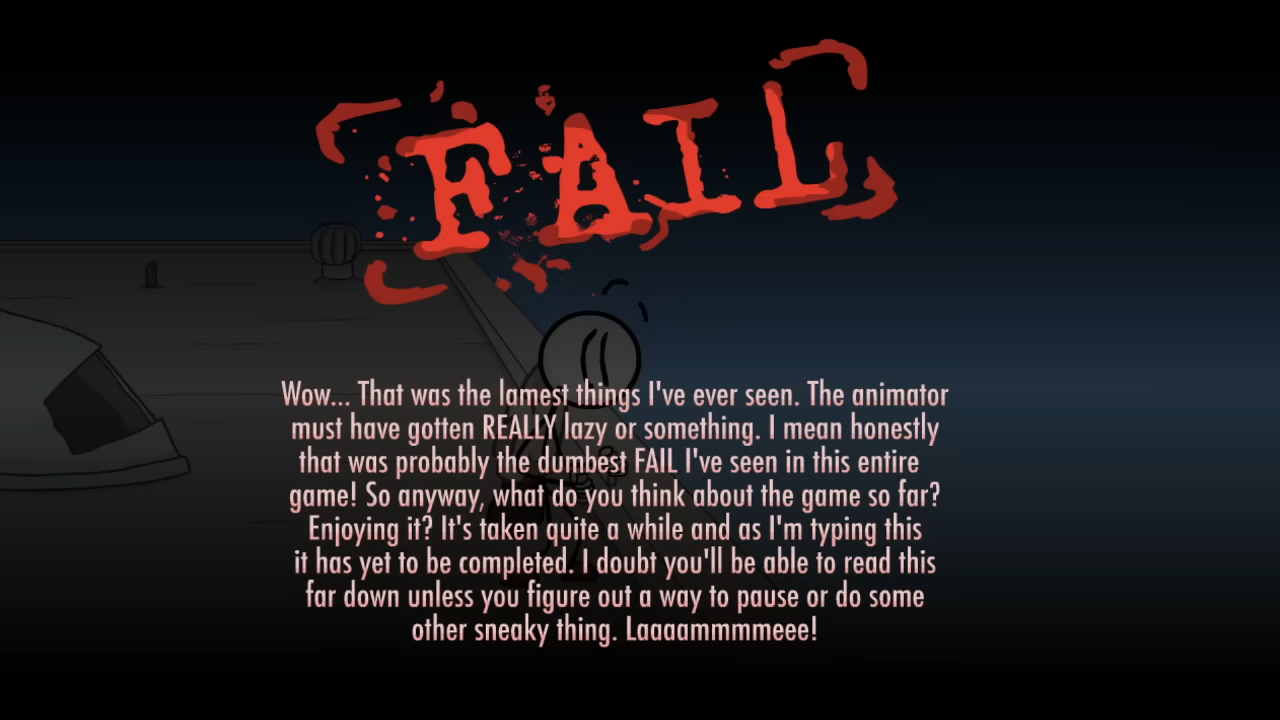 FAIL
Wow... That was the lamest things I've ever seen. The animator
must have gotten REALLY lazy or something. I mean honestly
that was probably the dumbest FAIL I've seen in this entire
game! So anyway, what do you think about the game so far?
Enjoying it? It's taken quite a while and as I'm typing this
it has yet to be completed. I doubt you'll be able to read this
far down unless you figure out a way to pause or do some
other sneaky thing. Laaaammmmeee!